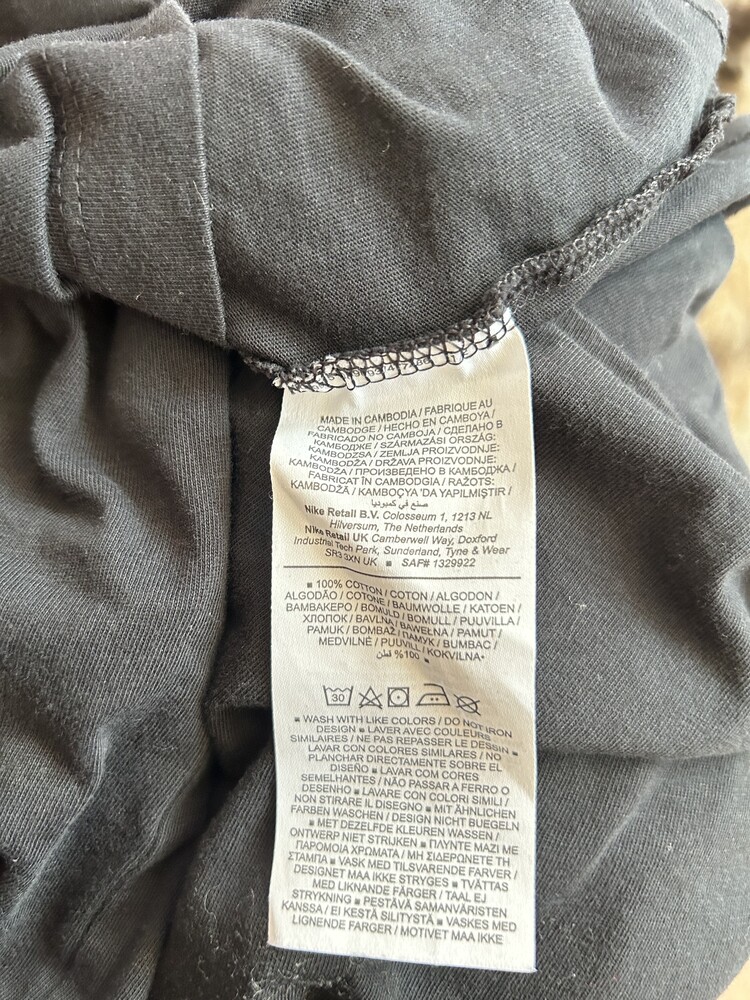 MADE IN CAMBODIA / FABRIQUE AU
CAMBODGE / HECHO EN CAMBOYA /
FABRICADO NO CAMBOJA / СДЕЛАНО В
КАМБОДЖЕ / SZÁRMAZÁSI ORSZÁG:
KAMBODZSA / ZEMLJA PROIZVODNJE:
KAMBODŽA / DRŽAVA PROIZVODNJE:
KAMBODŽA / ПРОИЗВЕДЕНО В КАМБОДЖА /
FABRICAT ÎN CAMBODGIA / RAŽOTS:
KAMBODŽĀ / KAMBOÇYA 'DA YAPILMIŞTIR /
صنع في كمبوديا
Nike Retail B.V. Colosseum 1, 1213 NL
Hilversum, The Netherlands
Nike Retail UK Camberwell Way, Doxford
Industrial Tech Park, Sunderland, Tyne & Wear
SR3 3XN UK ■ SAF# 1329922
■ 100% COTTON / COTON / ALGODON /
ALGODÃO / COTONE / BAUMWOLLE / KATOEN /
ΒΑΜΒΑΚΕΡΟ / BOMULD / BOMULL / PUUVILLA /
ХЛОПОК / BAVLNA / BAWEŁNA / PAMUT /
PAMUK / BOMBAŽ / ПАМУК / BUMBAC /
MEDVILNĖ / PUUVILL / KOKVILNA
100% قطن ■
30
■ WASH WITH LIKE COLORS / DO NOT IRON
DESIGN ■ LAVER AVEC COULEURS
SIMILAIRES / NE PAS REPASSER LE DESSIN ■
LAVAR CON COLORES SIMILARES / NO
PLANCHAR DIRECTAMENTE SOBRE EL
DISEÑO ■ LAVAR COM CORES
SEMELHANTES / NÃO PASSAR A FERRO O
DESENHO ■ LAVARE CON COLORI SIMILI /
NON STIRARE IL DISEGNO ■ MIT ÄHNLICHEN
FARBEN WASCHEN / DESIGN NICHT BUEGELN
■ MET DEZELFDE KLEUREN WASSEN /
ONTWERP NIET STRIJKEN ■ ΠΛΥΝΤΕ ΜΑΖΙ ΜΕ
ΠΑΡΟΜΟΙΑ ΧΡΩΜΑΤΑ / ΜΗ ΣΙΔΕΡΩΝΕΤΕ ΤΗ
ΣΤΑΜΠΑ ■ VASK MED TILSVARENDE FARVER /
DESIGNET MAA IKKE STRYGES ■ TVÄTTAS
MED LIKNANDE FÄRGER / TAAL EJ
STRYKNING ■ PESTÄVÄ SAMANVÄRISTEN
KANSSA / EI KESTÄ SILITYSTÄ ■ VASKES MED
LIGNENDE FARGER / MOTIVET MAA IKKE